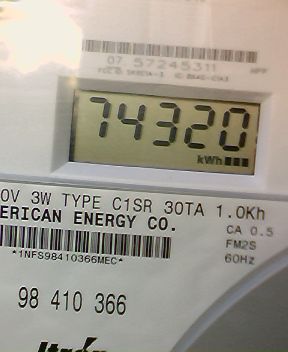 07 57245311
74320
kWh
0V 3W TYPE C1SR 30TA 1.0Kh
ERICAN ENERGY CO.
CA 0.5
FM2S
60Hz
*1NFS98410366MEC*
98 410 366
Itrón